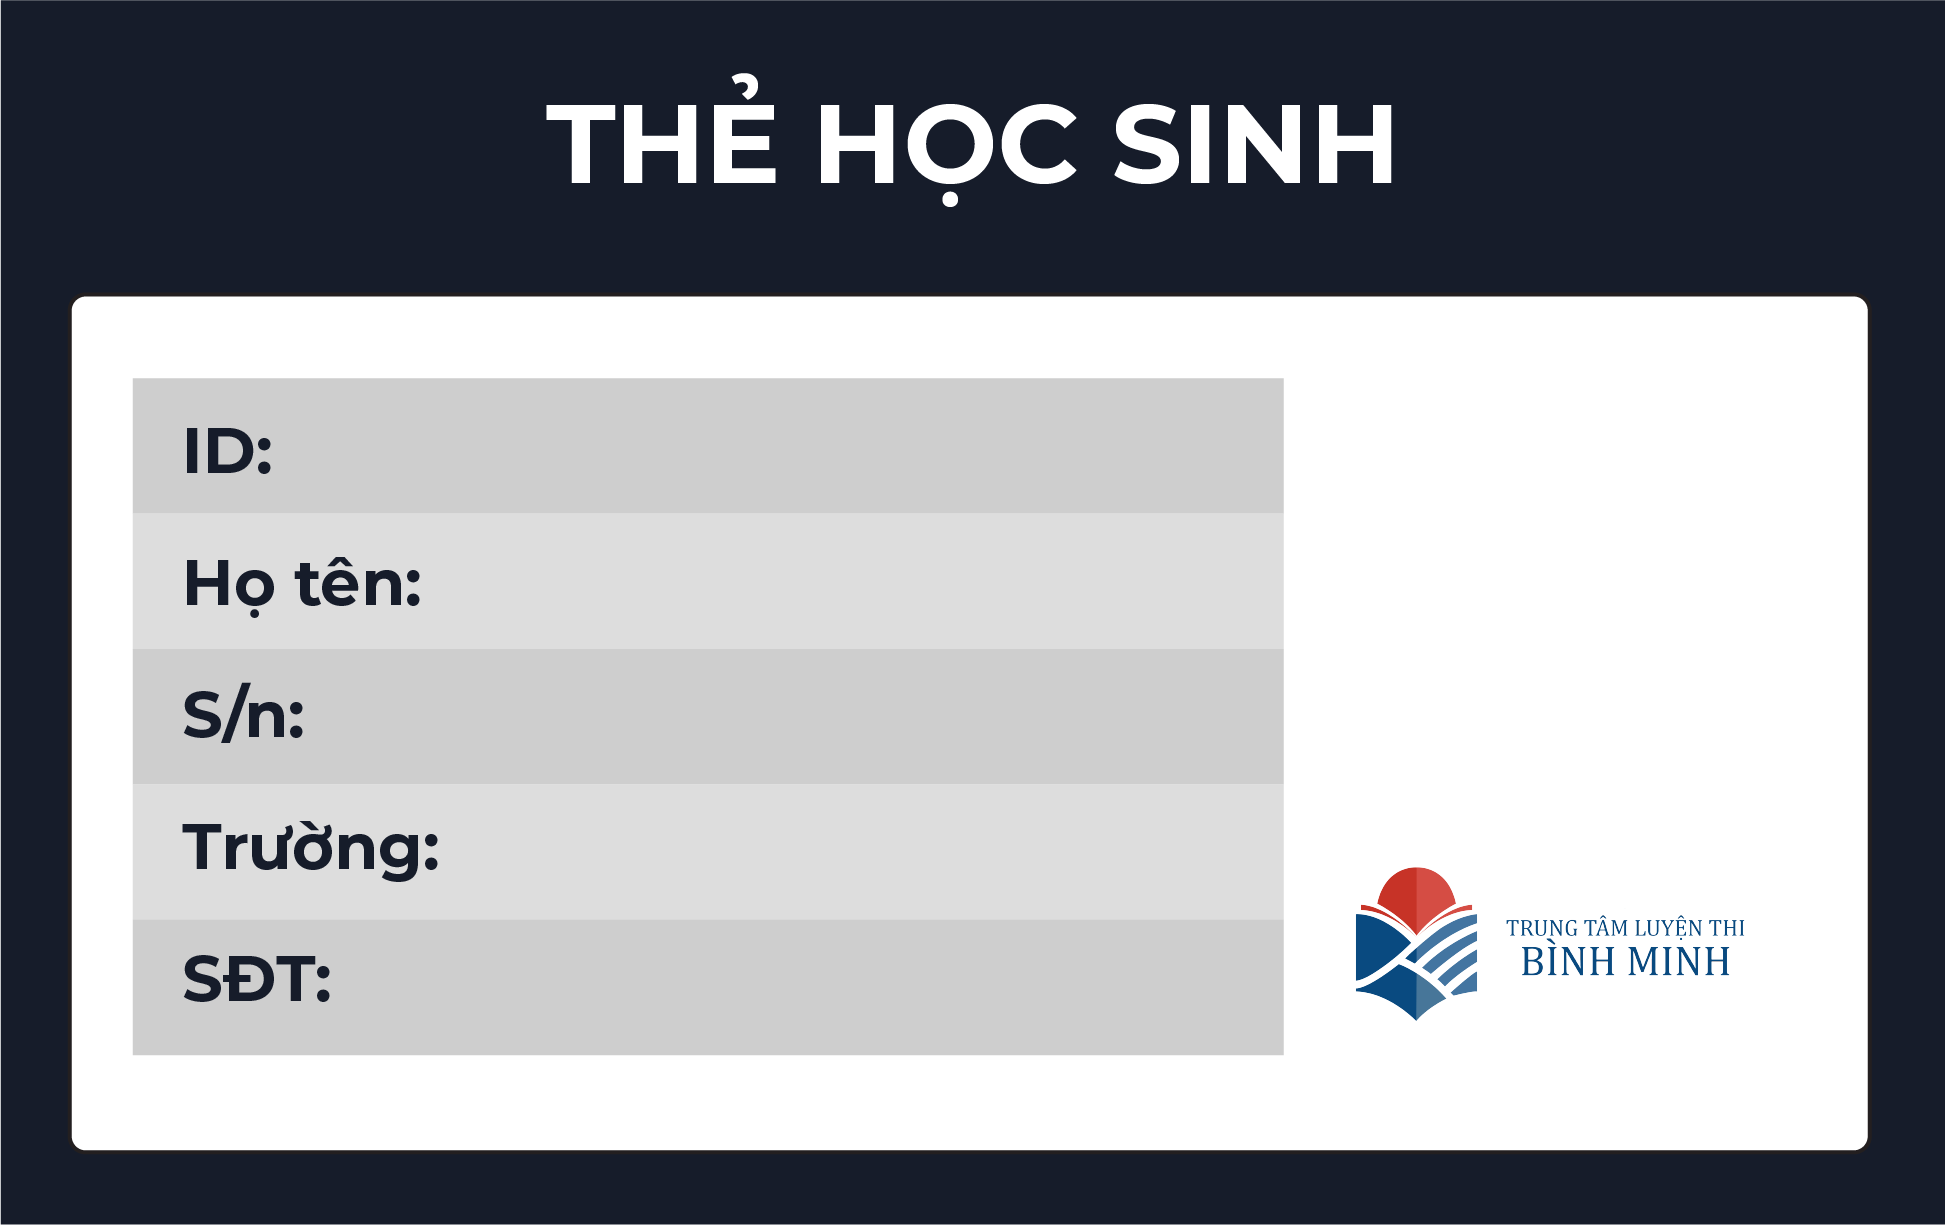 THẺ HỌC SINH
ID:
Họ tên:
S/n:
Trường:
SĐT:
TRUNG TÂM LUYỆN THI
BÌNH MINH